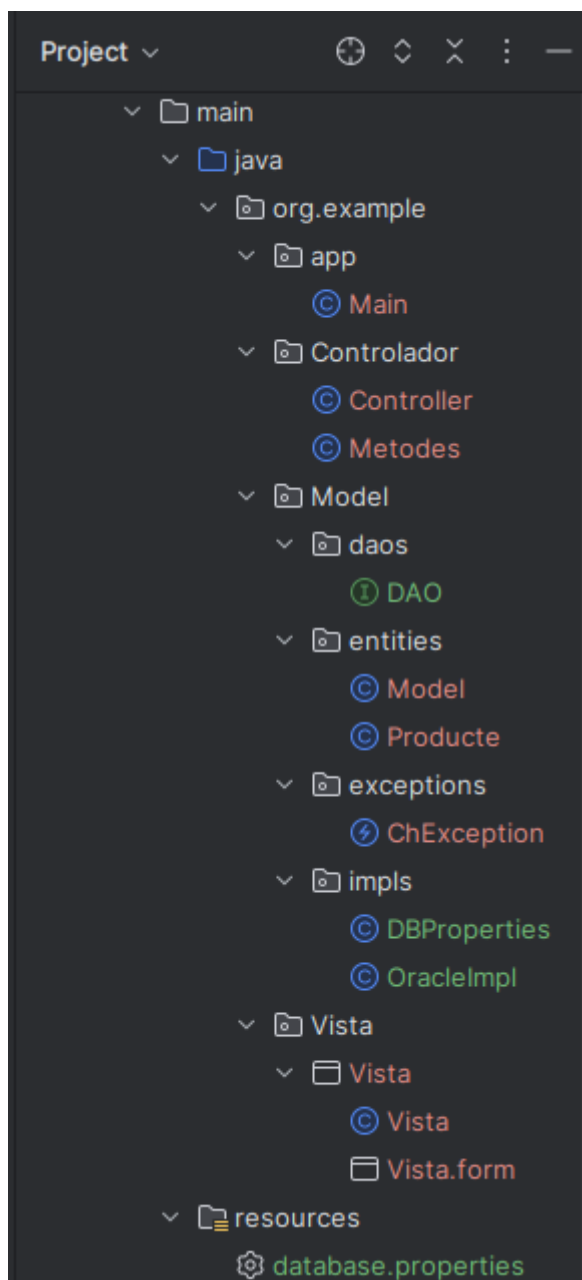 Project
main
java
org.example
app
Main
Controlador
Controller
Metodes
Model
daos
DAO
entities
Model
Producte
exceptions
ChException
impls
DBProperties
OracleImpl
Vista
Vista
Vista
Vista.form
resources
database.properties